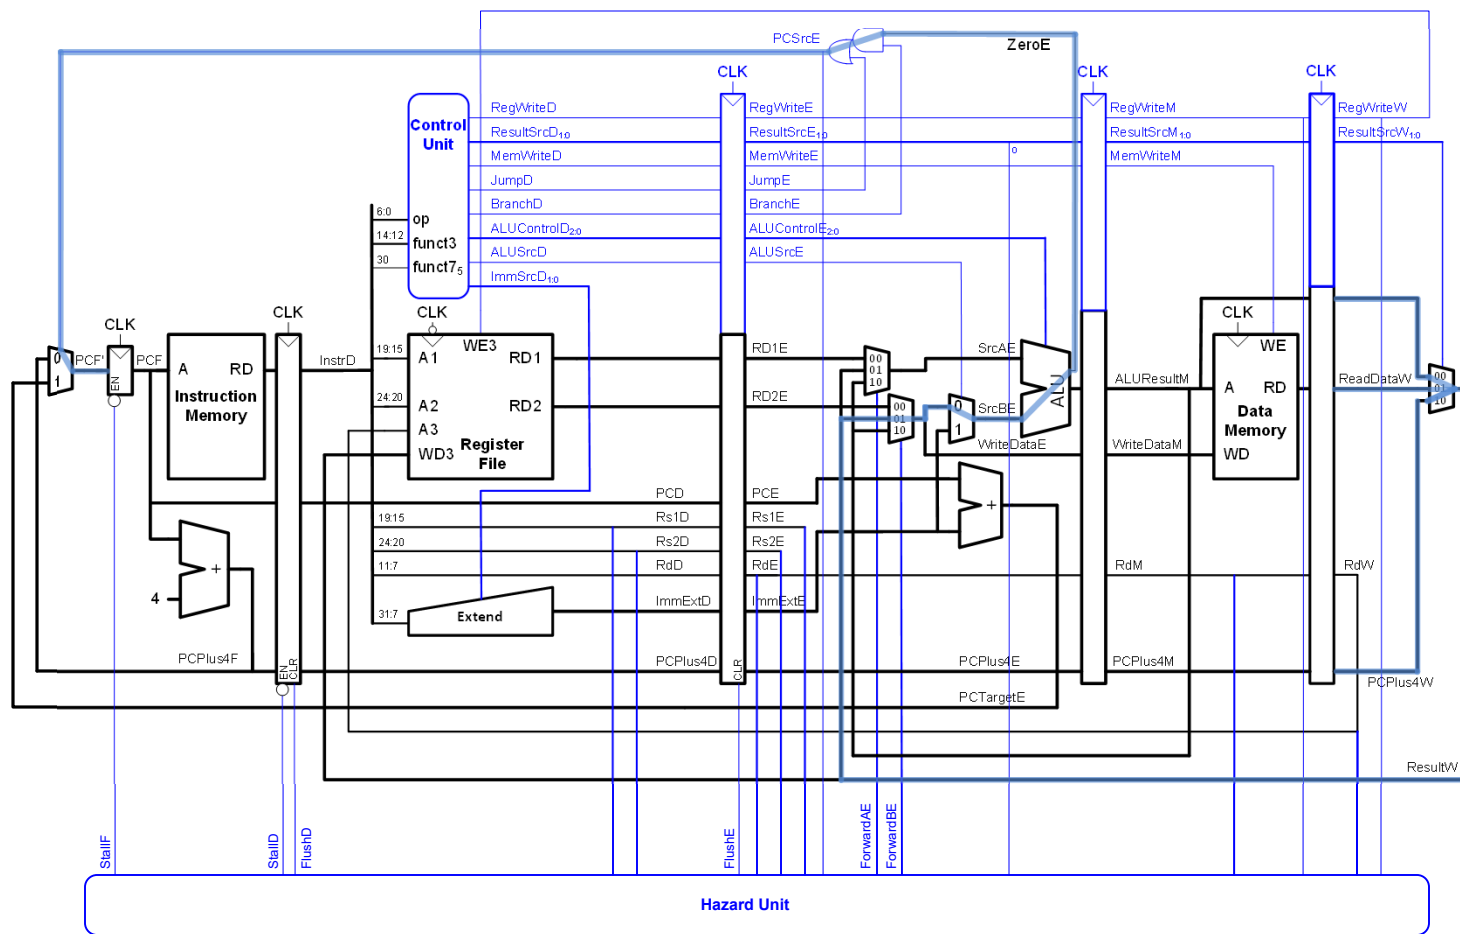 PCSrcE
ZeroE
CLK
CLK
CLK
Control
Unit
RegWriteD
RegWriteE
RegWriteM
RegWriteW
ResultSrcD1:0
ResultSrcE1:0
ResultSrcM1:0
ResultSrcW1:0
0
MemWriteD
MemWriteE
MemWriteM
JumpD
JumpE
6:0
op
BranchD
BranchE
14:12
funct3
ALUControlD2:0
ALUControlE2:0
30
funct75
ALUSrcD
ALUSrcE
ImmSrcD1:0
CLK
CLK
CLK
CLK
0
1
PCF'
EN
PCF
A
RD
Instruction
Memory
InstrD
19:15
A1
WE3
RD1
RD1E
00
01
10
SrcAE
ALU
ALUResultM
WE
A
RD
Data
Memory
WD
ReadDataW
00
01
10
24:20
A2
RD2
RD2E
00
01
10
0
1
SrcBE
A3
WD3
Register
File
WriteDataE
WriteDataM
PCD
PCE
+
19:15
Rs1D
Rs1E
24:20
Rs2D
Rs2E
11:7
RdD
RdE
RdM
RdW
+
4
31:7
Extend
ImmExtD
ImmExtE
PCPlus4F
EN
CLR
PCPlus4D
CLR
PCPlus4E
PCPlus4M
PCPlus4W
PCTargetE
ResultW
StallF
StallD
FlushD
FlushE
ForwardAE
ForwardBE
Hazard Unit